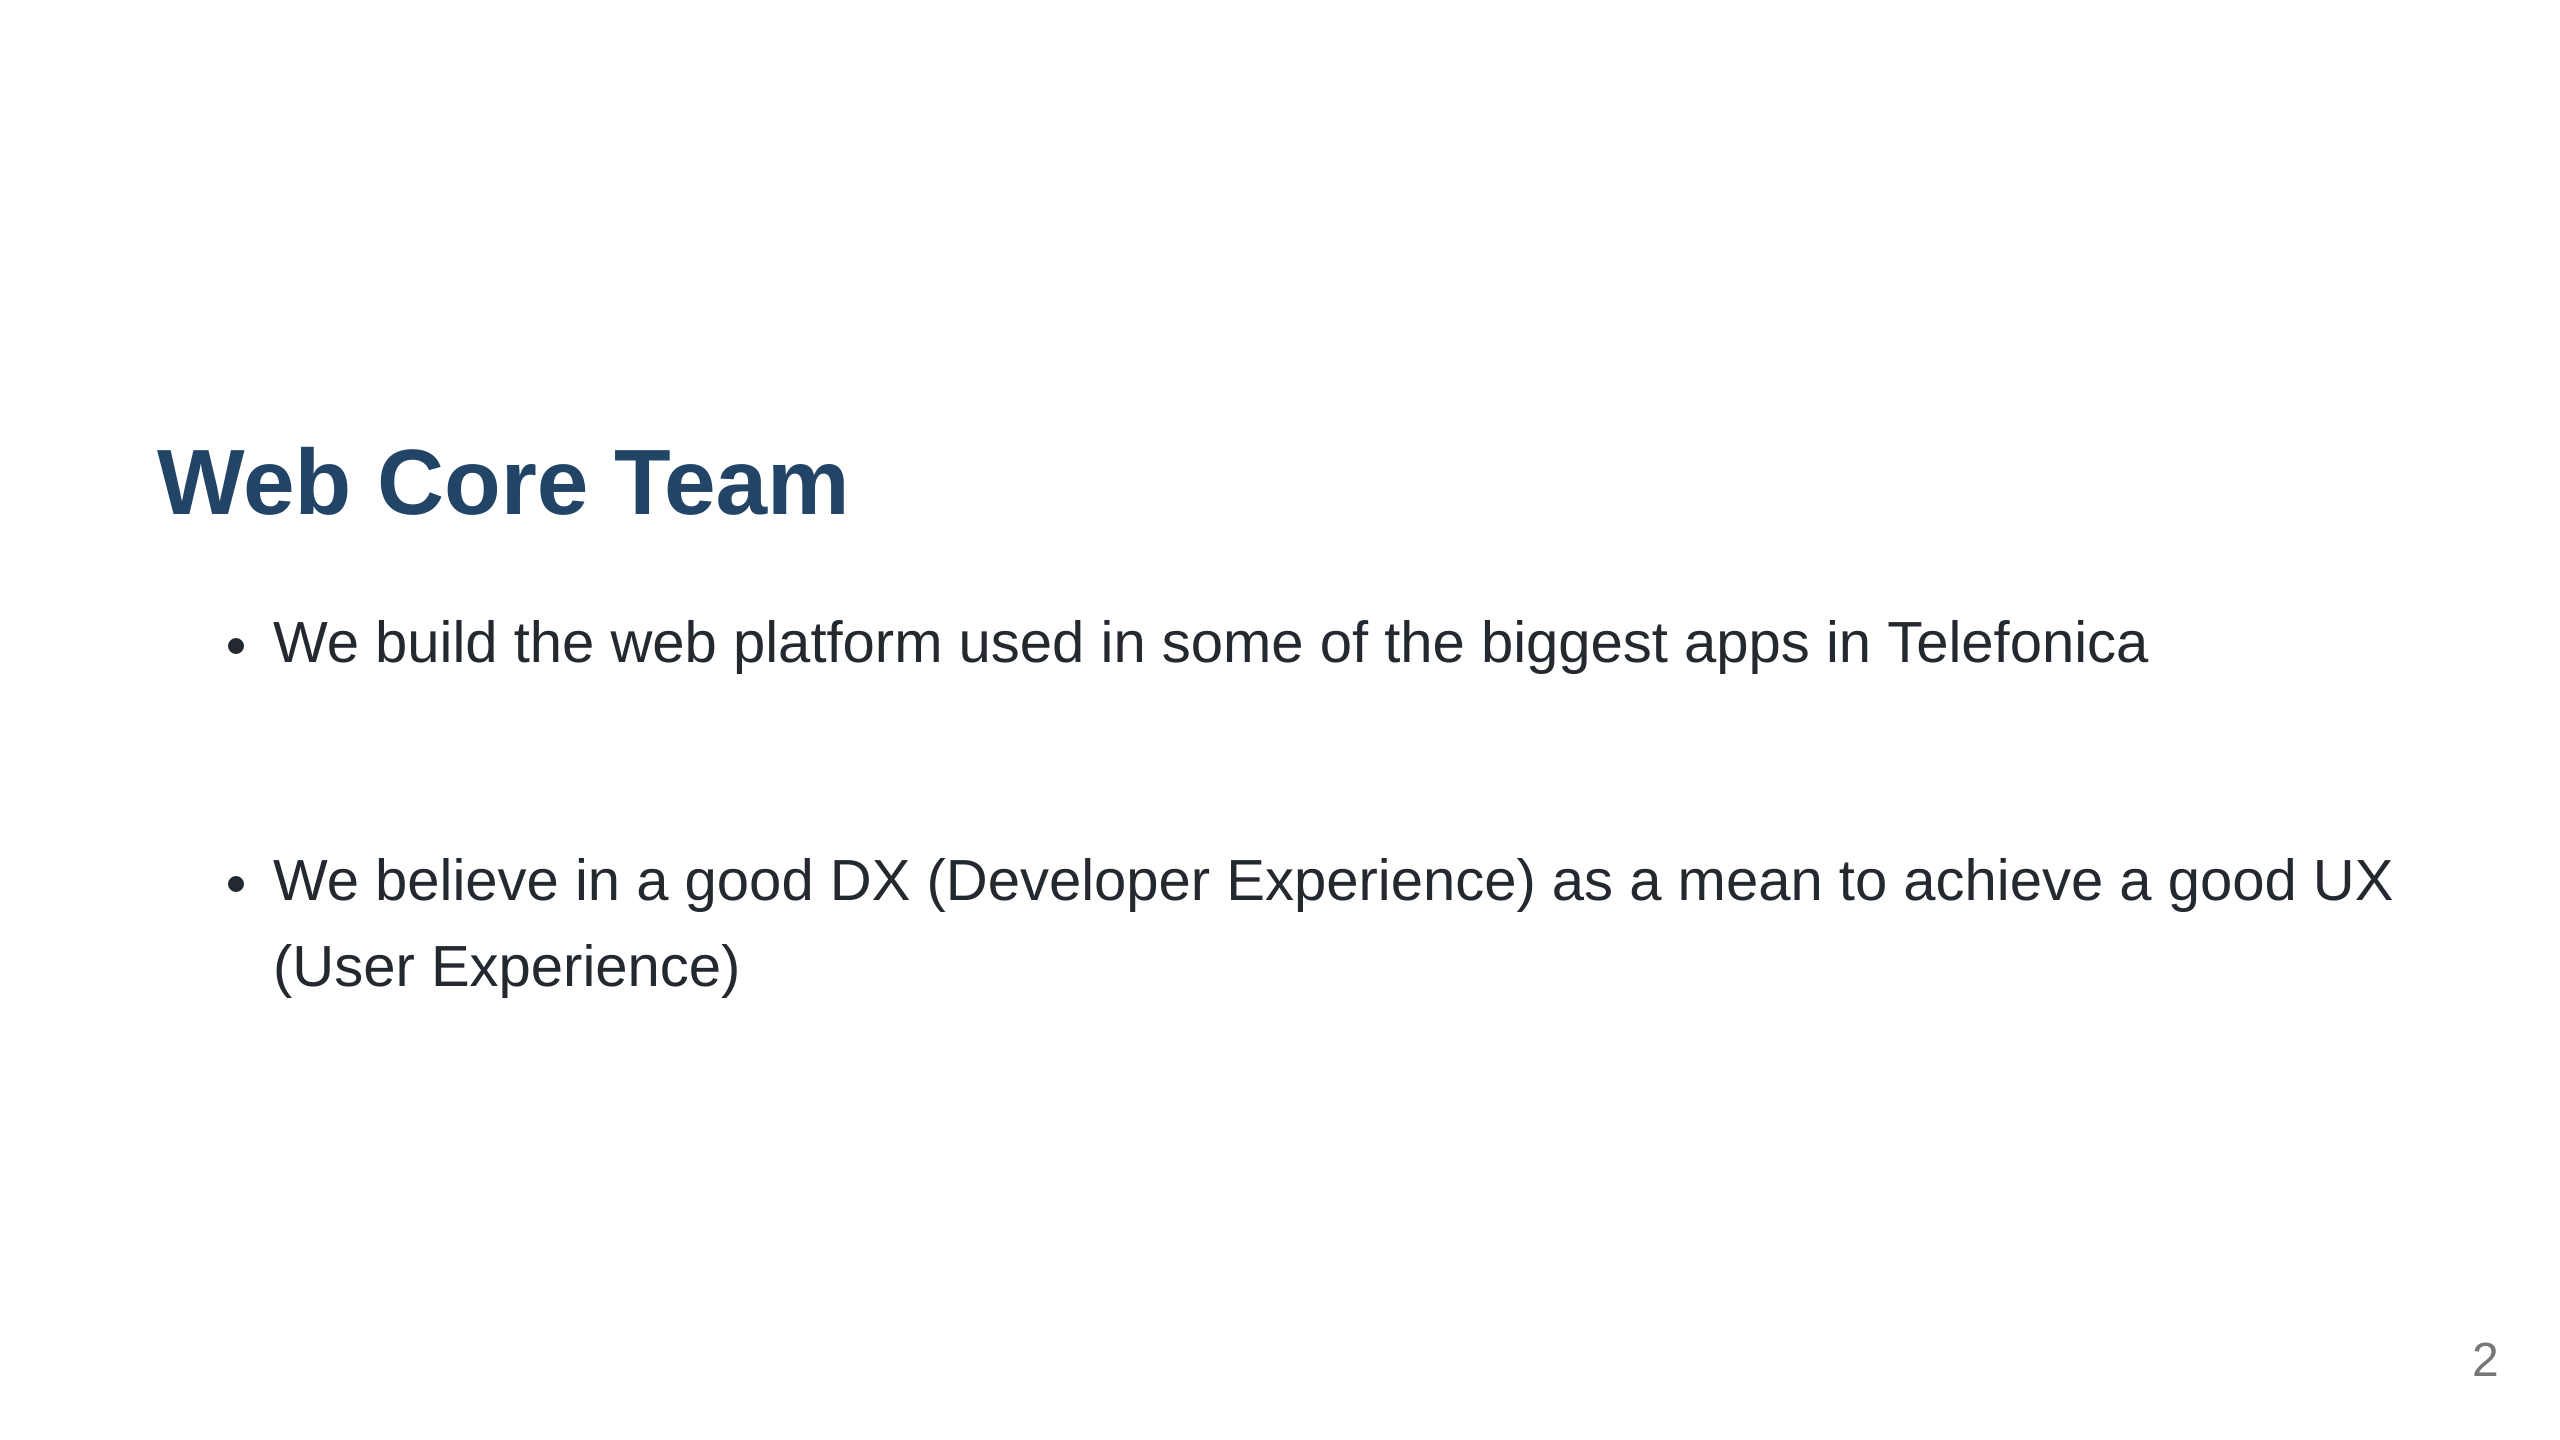 Web Core Team
• We build the web platform used in some of the biggest apps in Telefonica
• We believe in a good DX (Developer Experience) as a mean to achieve a good UX
(User Experience)
2